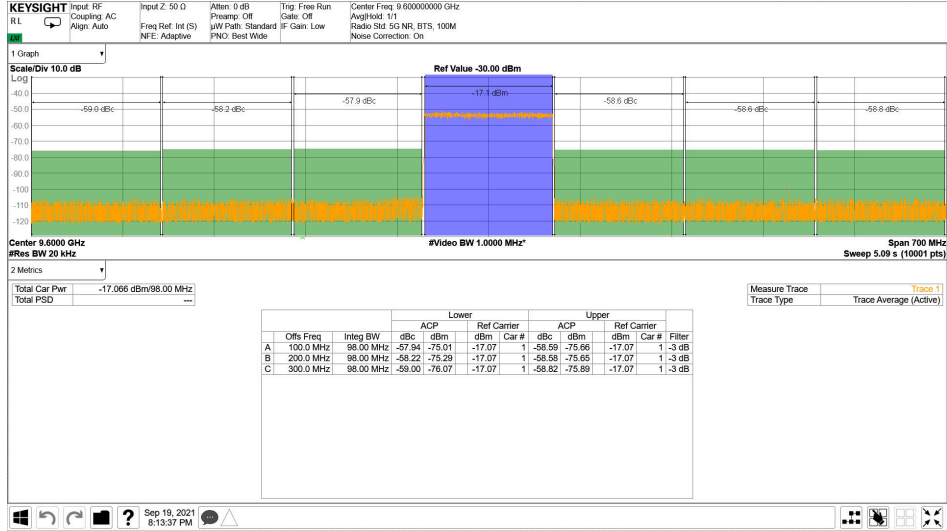 KEYSIGHT Input: RF Input Z: 50 Ω Atten: 0 dB Trig: Free Run Center Freq: 9.600000000 GHz
RL Coupling: AC Preamp: Off Gate: Off Avg|Hold: 1/1
Align: Auto Freq Ref: Int (S) µW Path: Standard IF Gain: Low Radio Std: 5G NR, BTS, 100M
LXI NFE: Adaptive PNO: Best Wide Noise Correction: On
1 Graph
Scale/Div 10.0 dB Ref Value -30.00 dBm
Log
-40.0 -17.1 dBm
-57.9 dBc -58.6 dBc
-50.0 -59.0 dBc -58.2 dBc -58.6 dBc -58.8 dBc
-60.0
-70.0
-80.0
-90.0
-100
-110
-120
Center 9.6000 GHz #Video BW 1.0000 MHz* Span 700 MHz
#Res BW 20 kHz Sweep 5.09 s (10001 pts)
2 Metrics
Total Car Pwr -17.066 dBm/98.00 MHz Measure Trace Trace 1
Total PSD --- Trace Type Trace Average (Active)
Lower Upper
ACP Ref Carrier ACP Ref Carrier
Offs Freq Integ BW dBc dBm dBm Car # dBc dBm dBm Car # Filter
A 100.0 MHz 98.00 MHz -57.94 -75.01 -17.07 1 -58.59 -75.66 -17.07 1 -3 dB
B 200.0 MHz 98.00 MHz -58.22 -75.29 -17.07 1 -58.58 -75.65 -17.07 1 -3 dB
C 300.0 MHz 98.00 MHz -59.00 -76.07 -17.07 1 -58.82 -75.89 -17.07 1 -3 dB
? Sep 19, 2021
8:13:37 PM